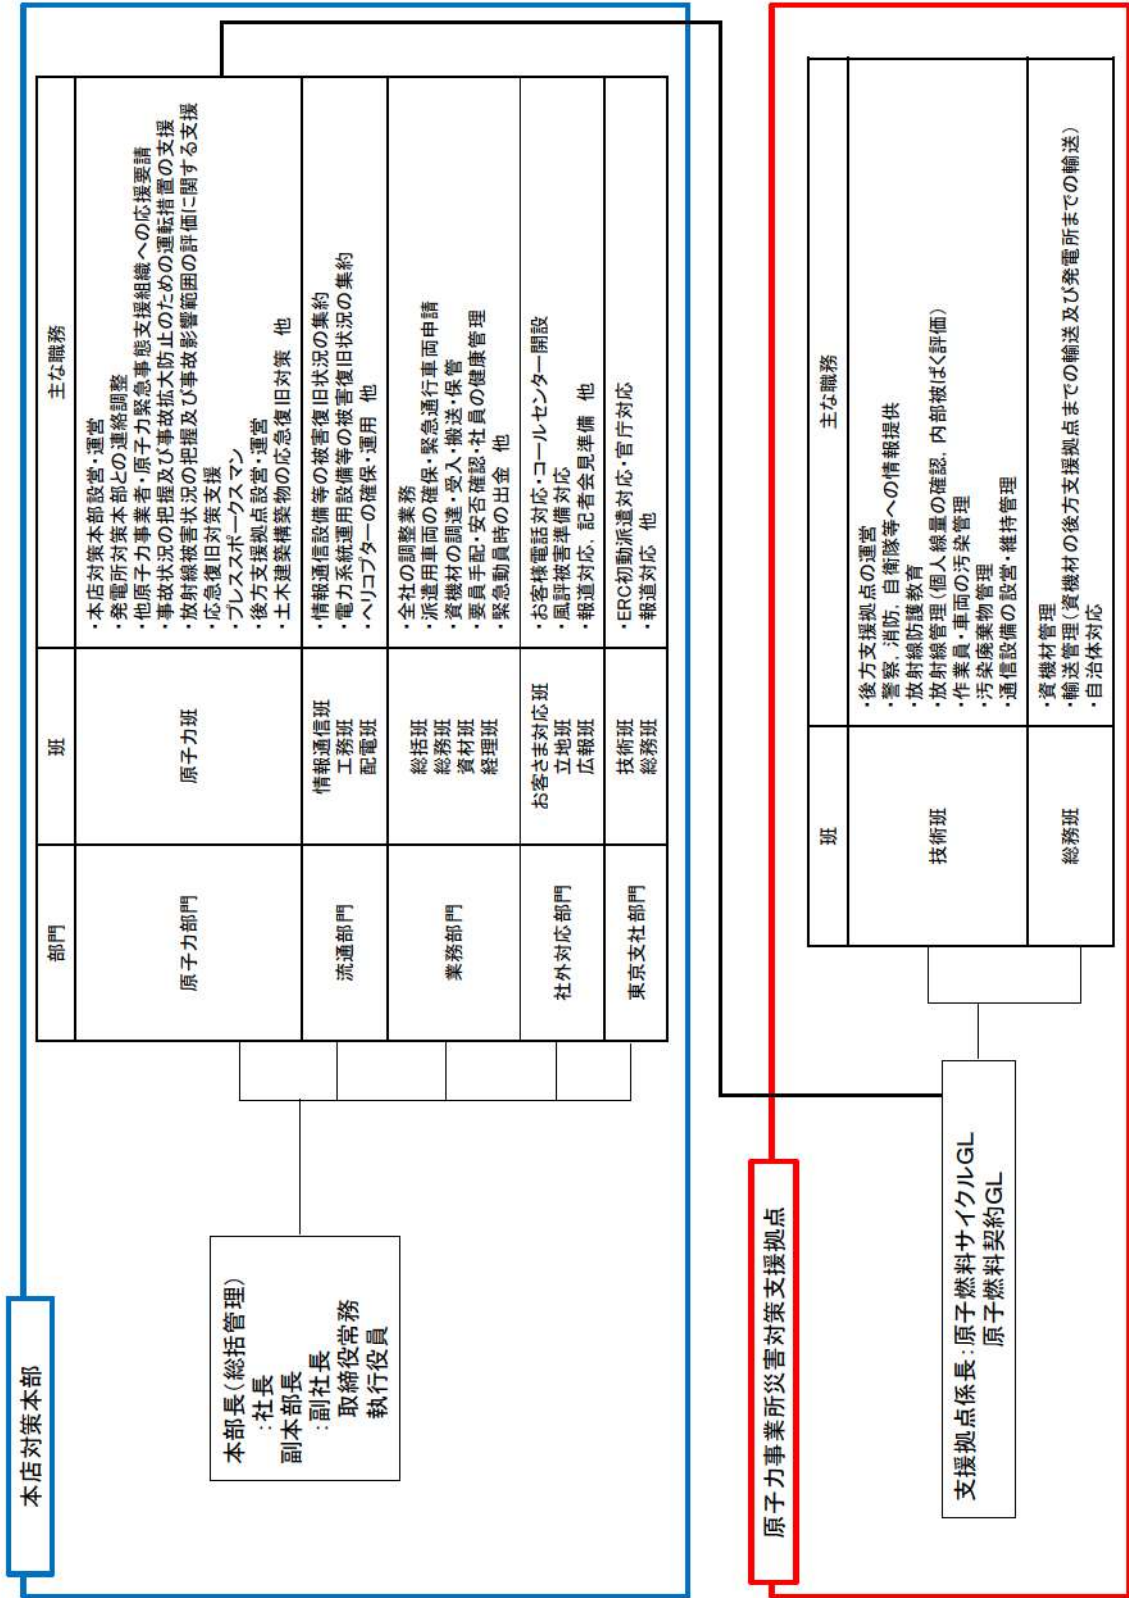 本店対策本部
本部長（総括管理）
：社長
副本部長
：副社長
取締役常務
執行役員
部門
班
主な職務
原子力部門
原子力班
・本店対策本部設営・運営
・発電所対策本部との連絡調整
・他原子力事業者・原子力緊急事態支援組織への応援要請
・事故状況の把握及び事故拡大防止のための運転措置の支援
・放射線被害状況の把握及び事故影響範囲の評価に関する支援
・応急復旧対策支援
・プレススポークスマン
・後方支援拠点設営・運営
・土木建築構築物の応急復旧対策 他
流通部門
情報通信班
工務班
配電班
・情報通信設備等の被害復旧状況の集約
・電力系統運用設備等の被害復旧状況の集約
・ヘリコプターの確保・運用 他
業務部門
総括班
総務班
資材班
経理班
・全社の調整業務
・派遣用車両の確保・緊急通行車両申請
・資機材の調達・受入・搬送・保管
・要員手配・安否確認・社員の健康管理
・緊急動員時の出金 他
社外対応部門
お客さま対応班
立地班
広報班
・お客様電話対応・コールセンター開設
・風評被害準備対応
・報道対応，記者会見準備 他
東京支社部門
技術班
総務班
・ERC初動派遣対応・官庁対応
・報道対応 他
原子力事業所災害対策支援拠点
支援拠点係長：原子燃料サイクルGL
原子燃料契約GL
班
主な職務
技術班
・後方支援拠点の運営
・警察，消防，自衛隊等への情報提供
・放射線防護教育
・放射線管理（個人線量の確認，内部被ばく評価）
・作業員・車両の汚染管理
・汚染廃棄物管理
・通信設備の設営・維持管理
総務班
・資機材管理
・輸送管理（資機材の後方支援拠点までの輸送及び発電所までの輸送）
・自治体対応